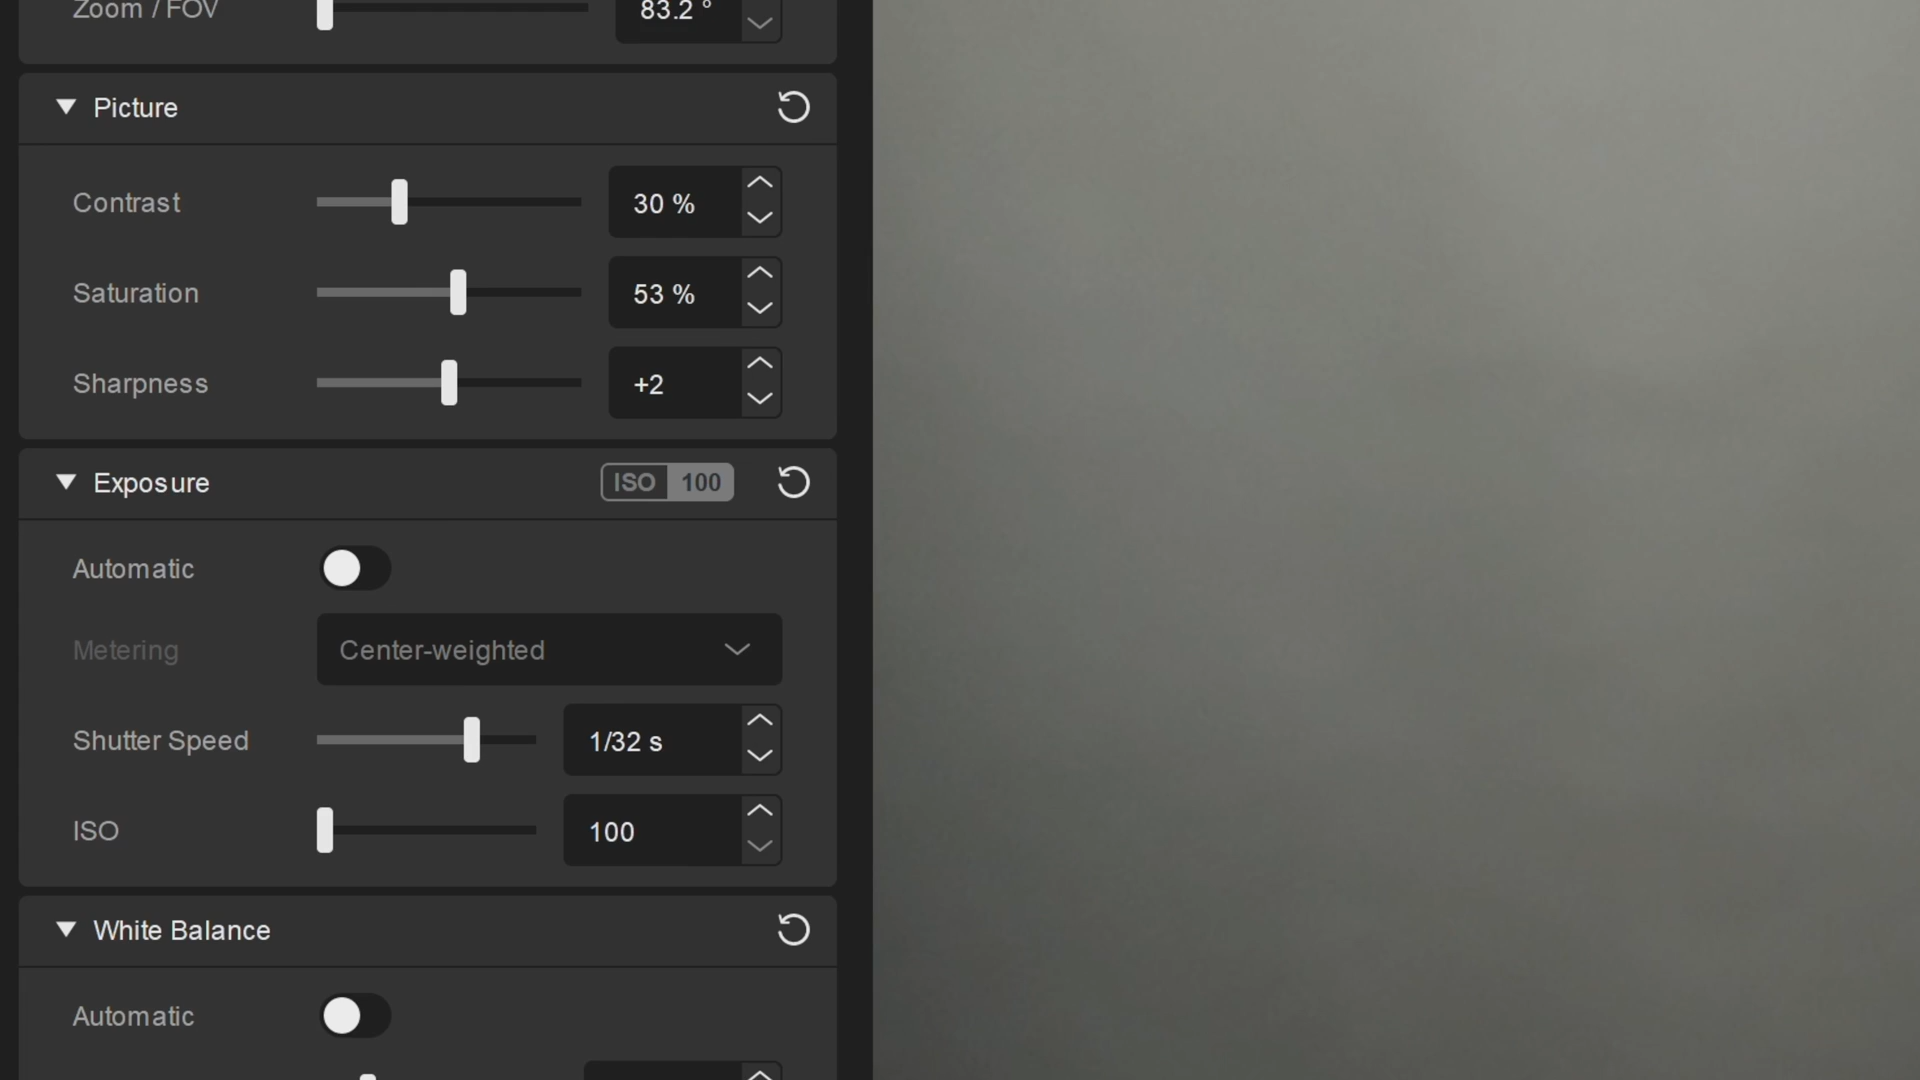 Zoom / FOV 83.2 °
Picture
Contrast 30 %
Saturation 53 %
Sharpness +2
Exposure ISO 100
Automatic
Metering Center-weighted
Shutter Speed 1/32 s
ISO 100
White Balance
Automatic